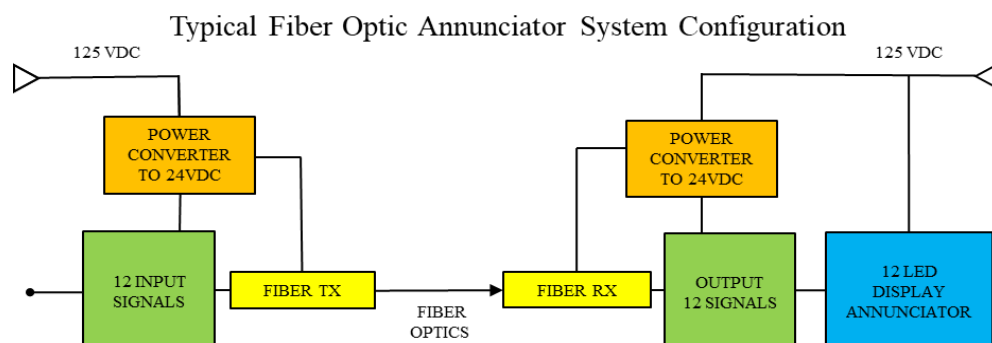 Typical Fiber Optic Annunciator System Configuration
125 VDC
125 VDC
POWER
CONVERTER
TO 24VDC
POWER
CONVERTER
TO 24VDC
12 INPUT
SIGNALS
FIBER TX
FIBER
OPTICS
FIBER RX
OUTPUT
12 SIGNALS
12 LED
DISPLAY
ANNUNCIATOR